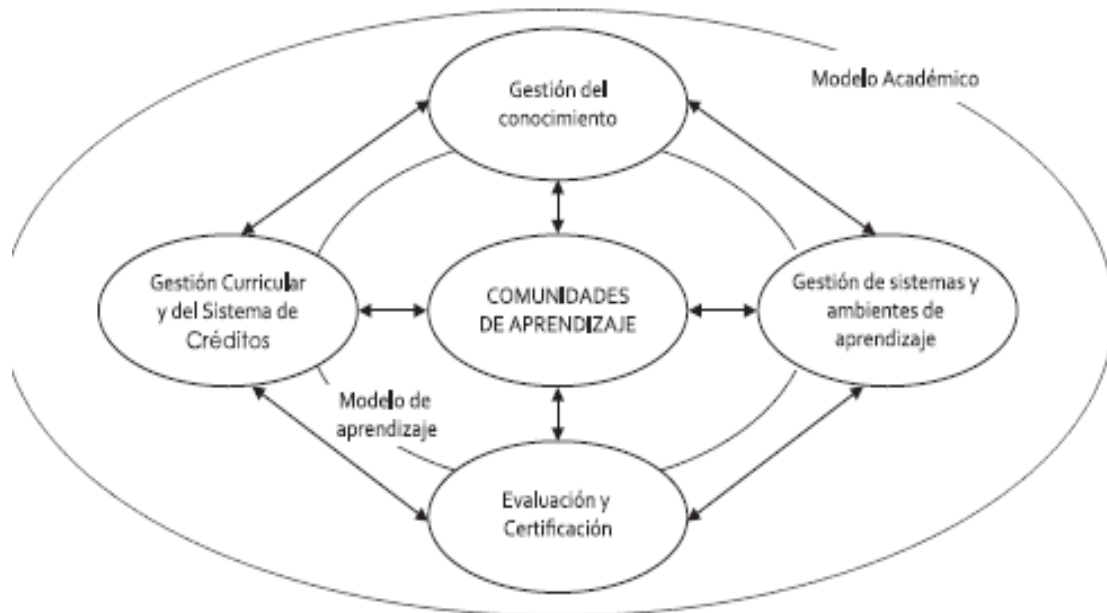 Modelo Académico
Gestión del
conocimiento
Gestión Curricular
y del Sistema de
Créditos
COMUNIDADES
DE APRENDIZAJE
Gestión de sistemas y
ambientes de
aprendizaje
Modelo de
aprendizaje
Evaluación y
Certificación